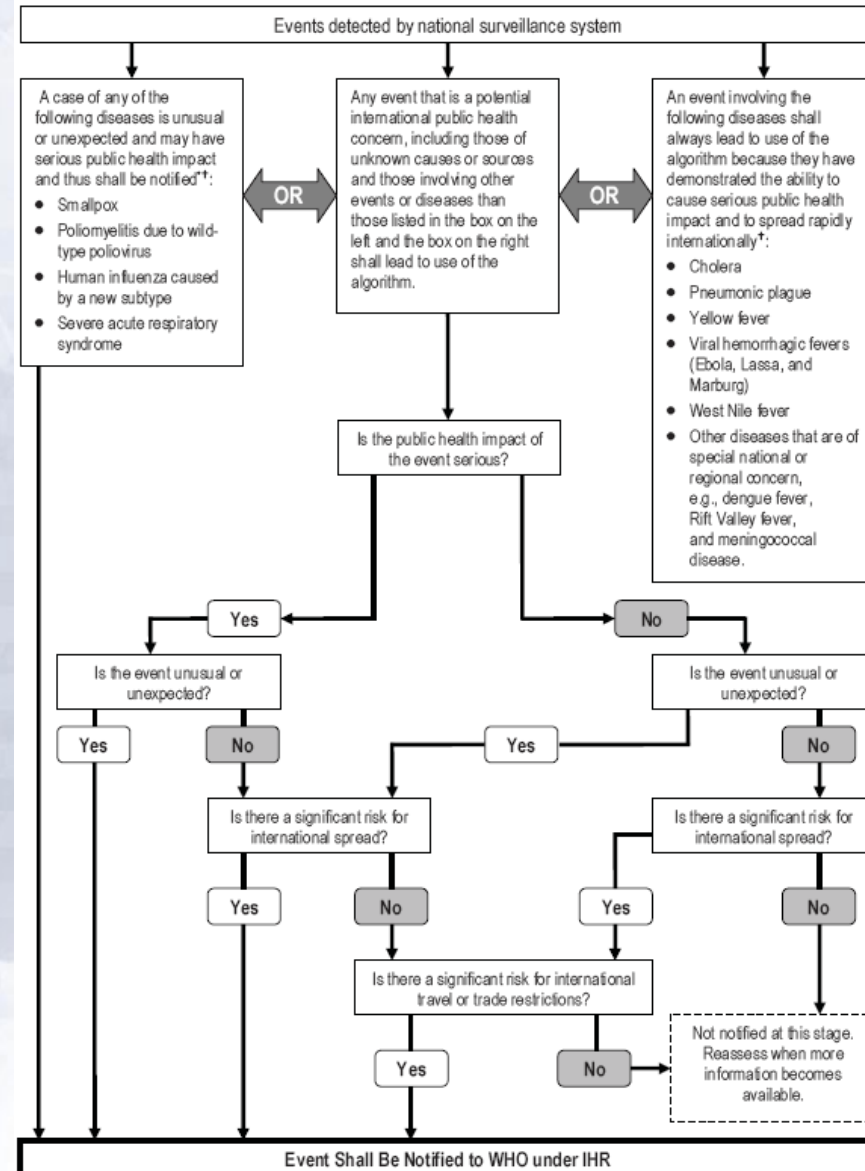 Events detected by national surveillance system
A case of any of the
following diseases is unusual
or unexpected and may have
serious public health impact
and thus shall be notified*†:
• Smallpox
• Poliomyelitis due to wild-
type poliovirus
• Human influenza caused
by a new subtype
• Severe acute respiratory
syndrome
OR
Any event that is a potential
international public health
concern, including those of
unknown causes or sources
and those involving other
events or diseases than
those listed in the box on the
left and the box on the right
shall lead to use of the
algorithm.
OR
An event involving the
following diseases shall
always lead to use of the
algorithm because they have
demonstrated the ability to
cause serious public health
impact and to spread rapidly
internationally†:
• Cholera
• Pneumonic plague
• Yellow fever
• Viral hemorrhagic fevers
(Ebola, Lassa, and
Marburg)
• West Nile fever
• Other diseases that are of
special national or
regional concern,
e.g., dengue fever,
Rift Valley fever,
and meningococcal
disease.
Is the public health impact of
the event serious?
Yes
No
Is the event unusual or
unexpected?
Is the event unusual or
unexpected?
Yes
No
Yes
No
Is there a significant risk for
international spread?
Is there a significant risk for
international spread?
Yes
No
Yes
No
Is there a significant risk for international
travel or trade restrictions?
Yes
No
Not notified at this stage.
Reassess when more
information becomes
available.
Event Shall Be Notified to WHO under IHR